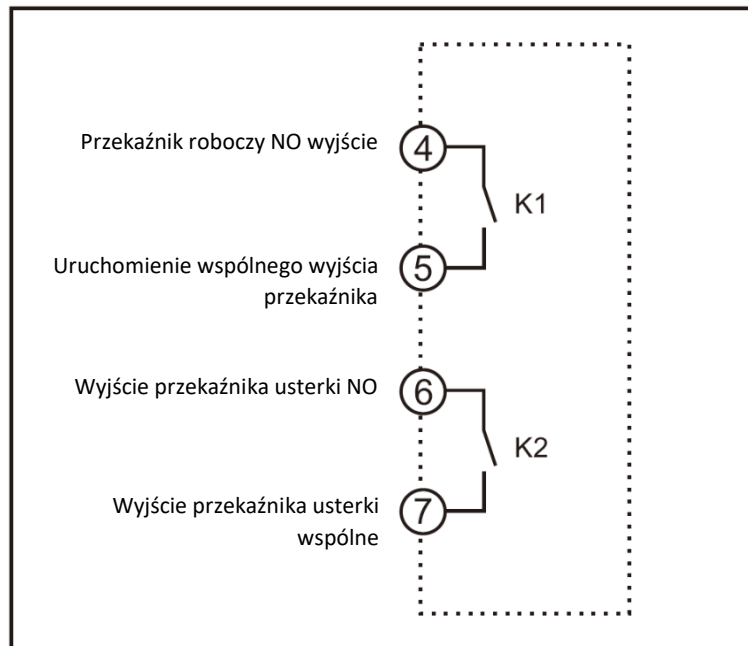 Przekaźnik roboczy NO wyjście
4
K1
Uruchomienie wspólnego wyjścia
przekaźnika
5
Wyjście przekaźnika usterki NO
6
K2
Wyjście przekaźnika usterki
wspólne
7